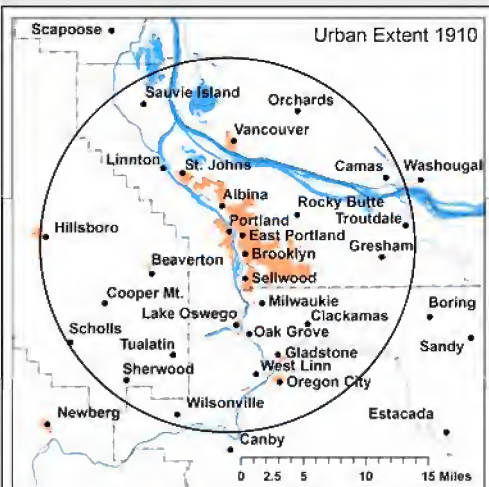 Urban Extent 1910
Scapoose
Sauvie Island
Orchards
Vancouver
Linnton
St. Johns
Camas
Washougal
Albina
Rocky Butte
Portland
Troutdale
Hillsboro
East Portland
Brooklyn
Gresham
Beaverton
Sellwood
Cooper Mt.
Milwaukie
Boring
Lake Oswego
Clackamas
Scholls
Oak Grove
Sandy
Tualatin
Gladstone
Sherwood
West Linn
Oregon City
Wilsonville
Newberg
Estacada
Canby
0 2.5 5 10 15 Miles